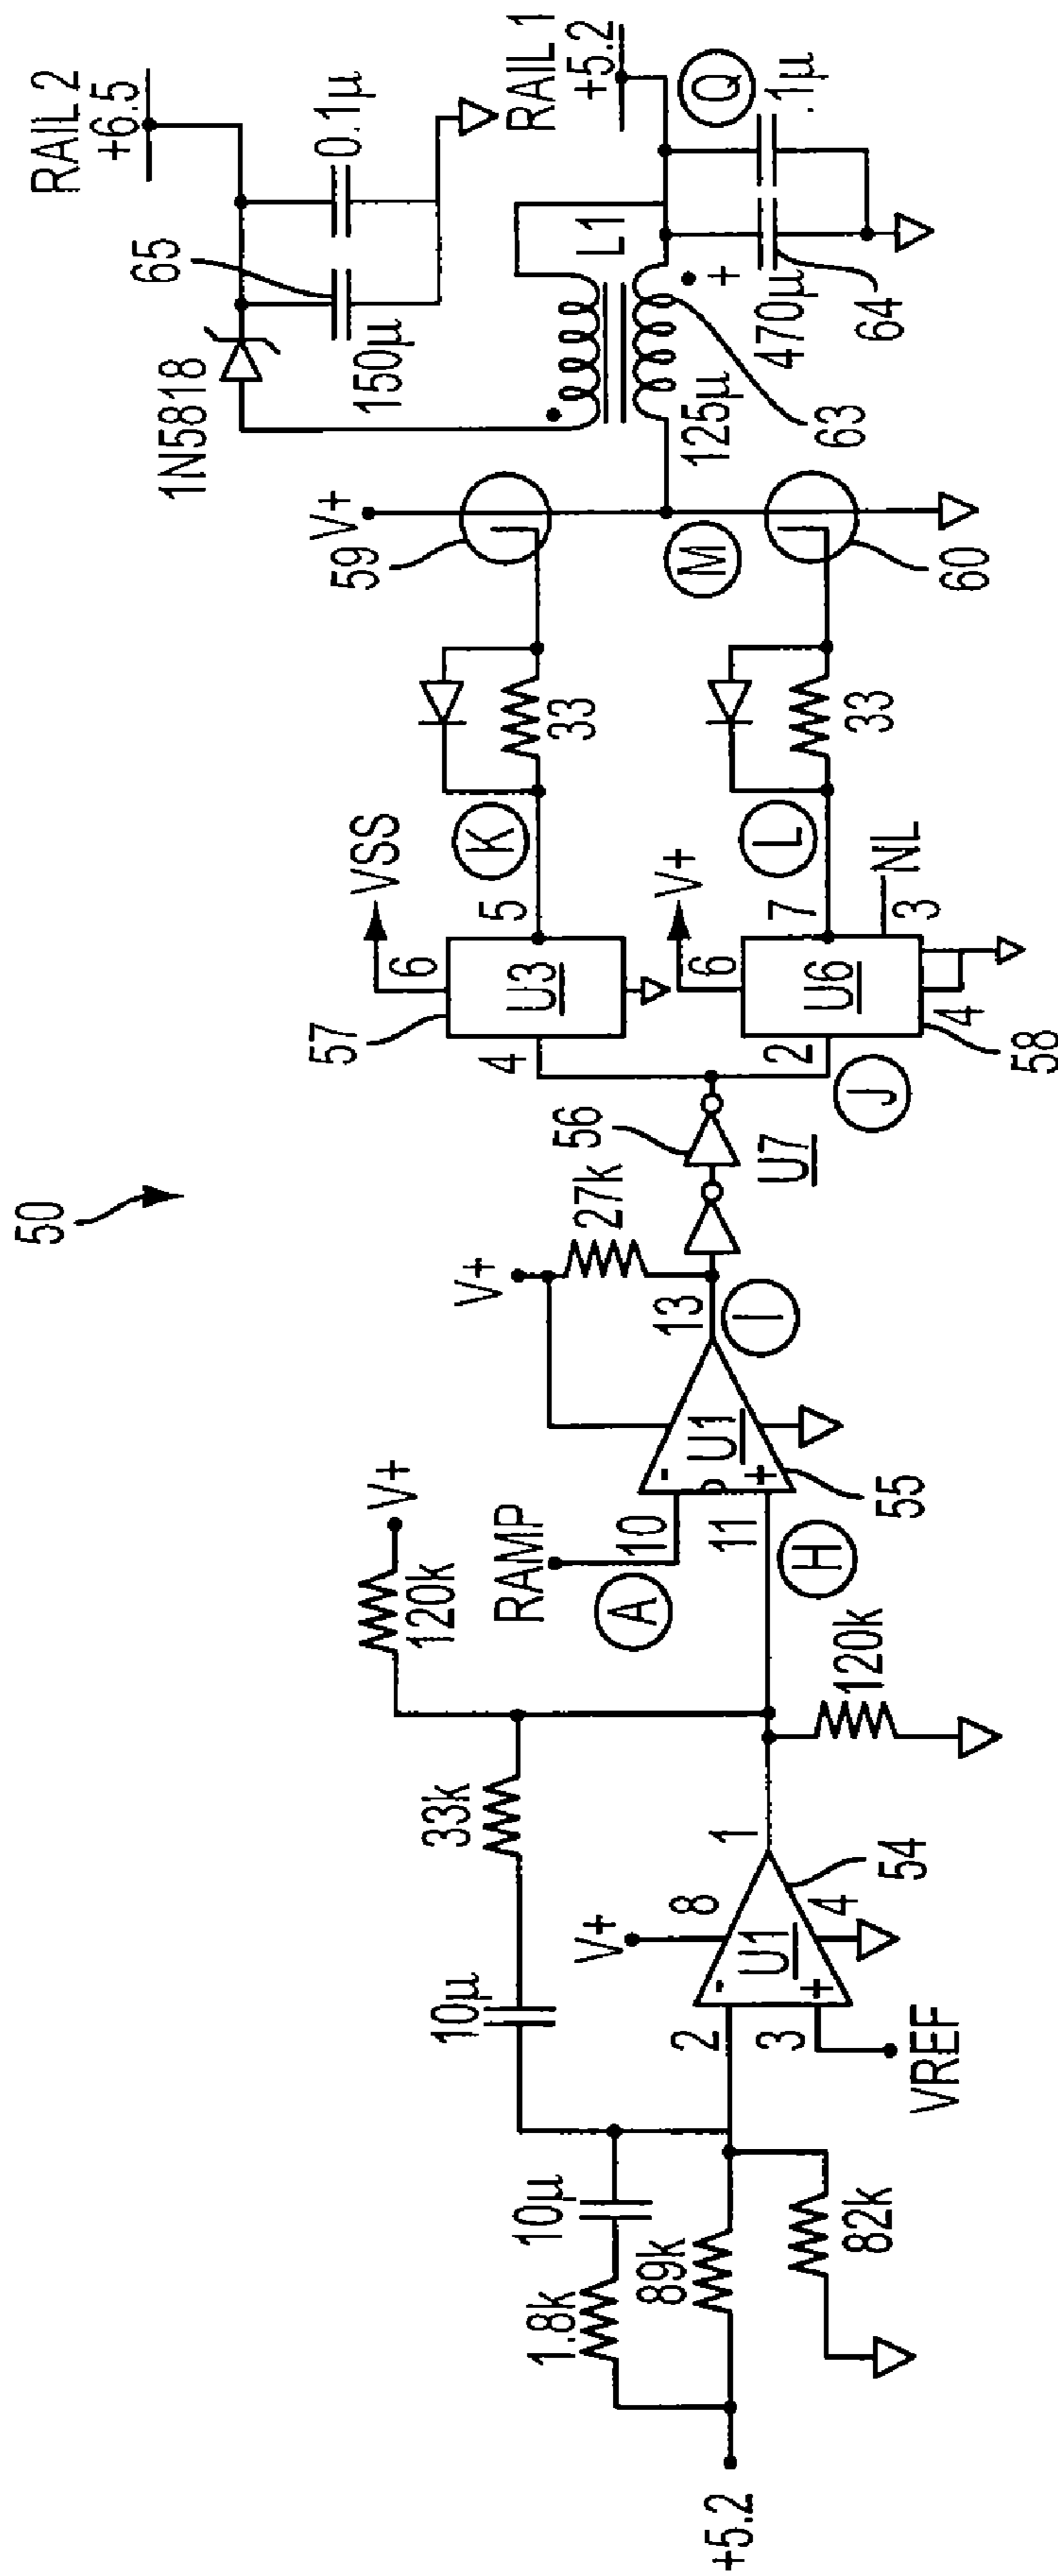 50
RAIL 2
+6.5
0.1µ
65
150µ
1N5818
RAIL 1
+5.2
Q
.1µ
L1
+
470µ
64
125µ
63
V+
59
M
60
33
K
VSS
5
6
U3
57
4
33
L
V+
7
NL
3
6
U6
4
2
58
J
56
U7
27k
V+
13
I
U1
-
+
55
RAMP
10
A
11
H
V+
120k
120k
33k
1
10µ
V+
8
54
4
U1
-
+
2
3
VREF
10µ
1.8k
89k
82k
+5.2